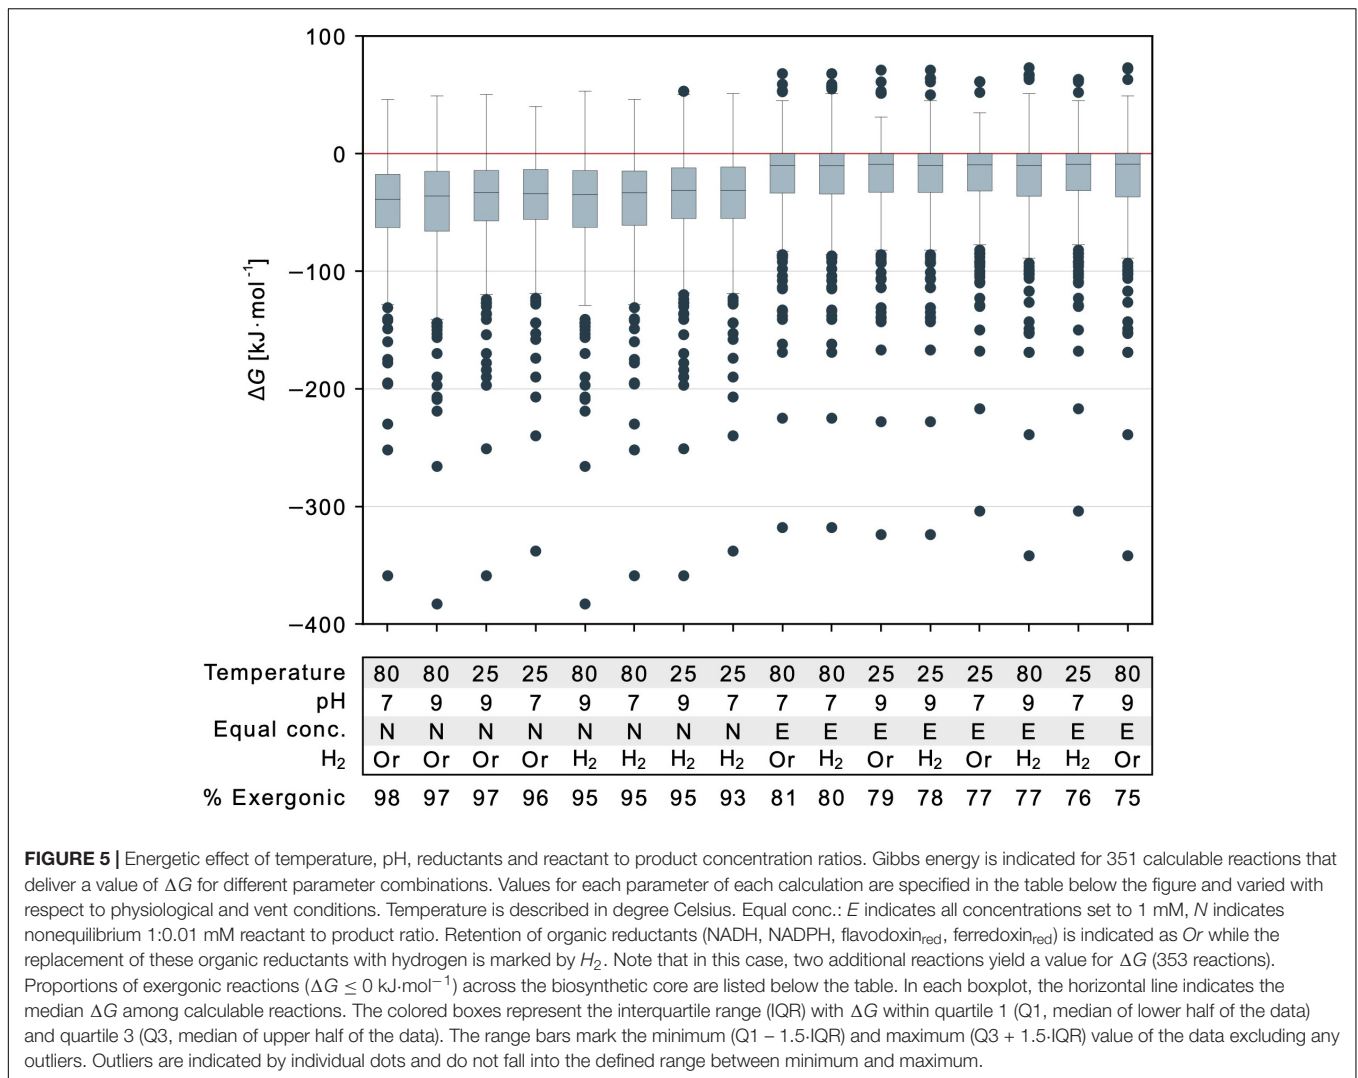 100
0
−100
−200
−300
−400
ΔG [kJ·mol⁻¹]
Temperature 80 80 25 25 80 80 25 25 80 80 25 25 25 80 25 80
pH 7 9 9 7 9 7 9 7 7 7 9 9 7 9 7 9
Equal conc. N N N N N N N N E E E E E E E E
H₂ Or Or Or Or H₂ H₂ H₂ H₂ Or H₂ Or H₂ Or H₂ H₂ Or
% Exergonic 98 97 97 96 95 95 95 93 81 80 79 78 77 77 76 75
FIGURE 5 | Energetic effect of temperature, pH, reductants and reactant to product concentration ratios. Gibbs energy is indicated for 351 calculable reactions that
deliver a value of ΔG for different parameter combinations. Values for each parameter of each calculation are specified in the table below the figure and varied with
respect to physiological and vent conditions. Temperature is described in degree Celsius. Equal conc.: E indicates all concentrations set to 1 mM, N indicates
nonequilibrium 1:0.01 mM reactant to product ratio. Retention of organic reductants (NADH, NADPH, flavodoxin_red, ferredoxin_red) is indicated as Or while the
replacement of these organic reductants with hydrogen is marked by H₂. Note that in this case, two additional reactions yield a value for ΔG (353 reactions).
Proportions of exergonic reactions (ΔG ≤ 0 kJ·mol⁻¹) across the biosynthetic core are listed below the table. In each boxplot, the horizontal line indicates the
median ΔG among calculable reactions. The colored boxes represent the interquartile range (IQR) with ΔG within quartile 1 (Q1, median of lower half of the data)
and quartile 3 (Q3, median of upper half of the data). The range bars mark the minimum (Q1 – 1.5·IQR) and maximum (Q3 + 1.5·IQR) value of the data excluding any
outliers. Outliers are indicated by individual dots and do not fall into the defined range between minimum and maximum.